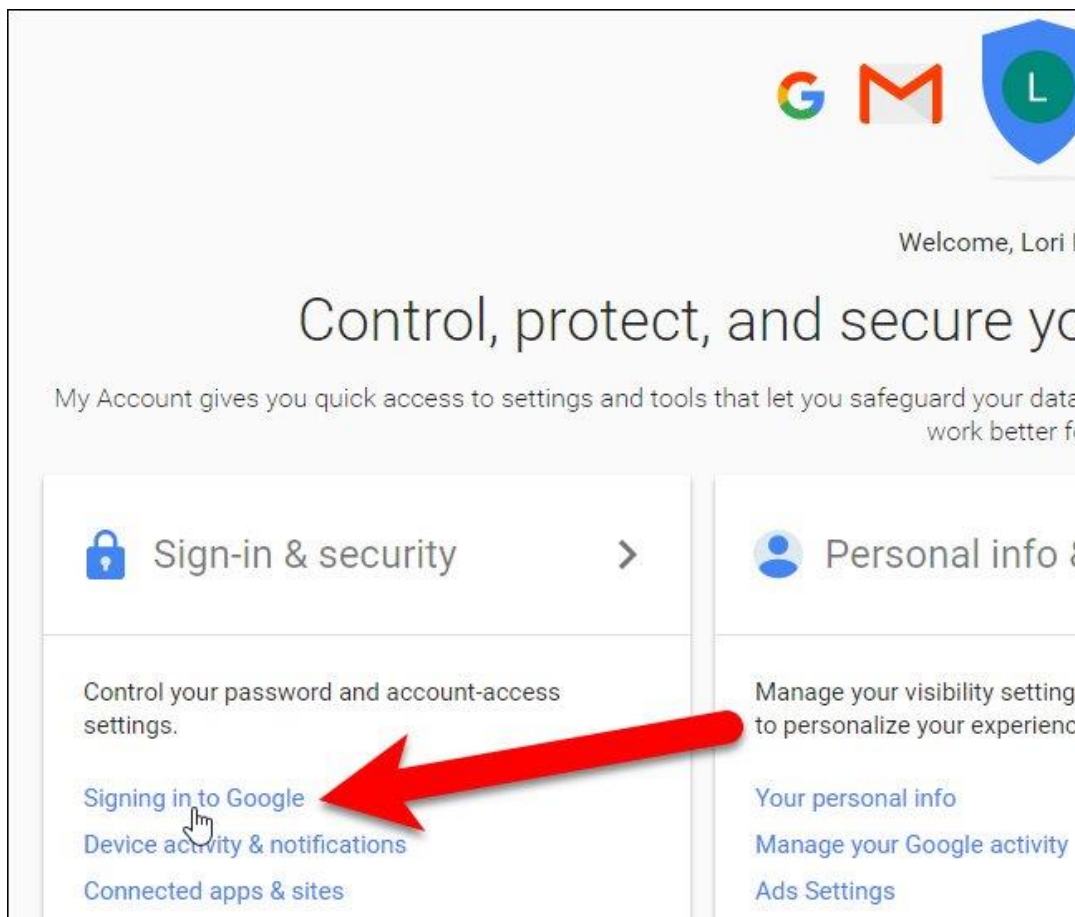 L
Welcome, Lori
Control, protect, and secure yo
My Account gives you quick access to settings and tools that let you safeguard your data
work better f
Sign-in & security
Personal info &
Control your password and account-access
settings.
Manage your visibility setting
to personalize your experienc
Signing in to Google
Device activity & notifications
Connected apps & sites
Your personal info
Manage your Google activity
Ads Settings